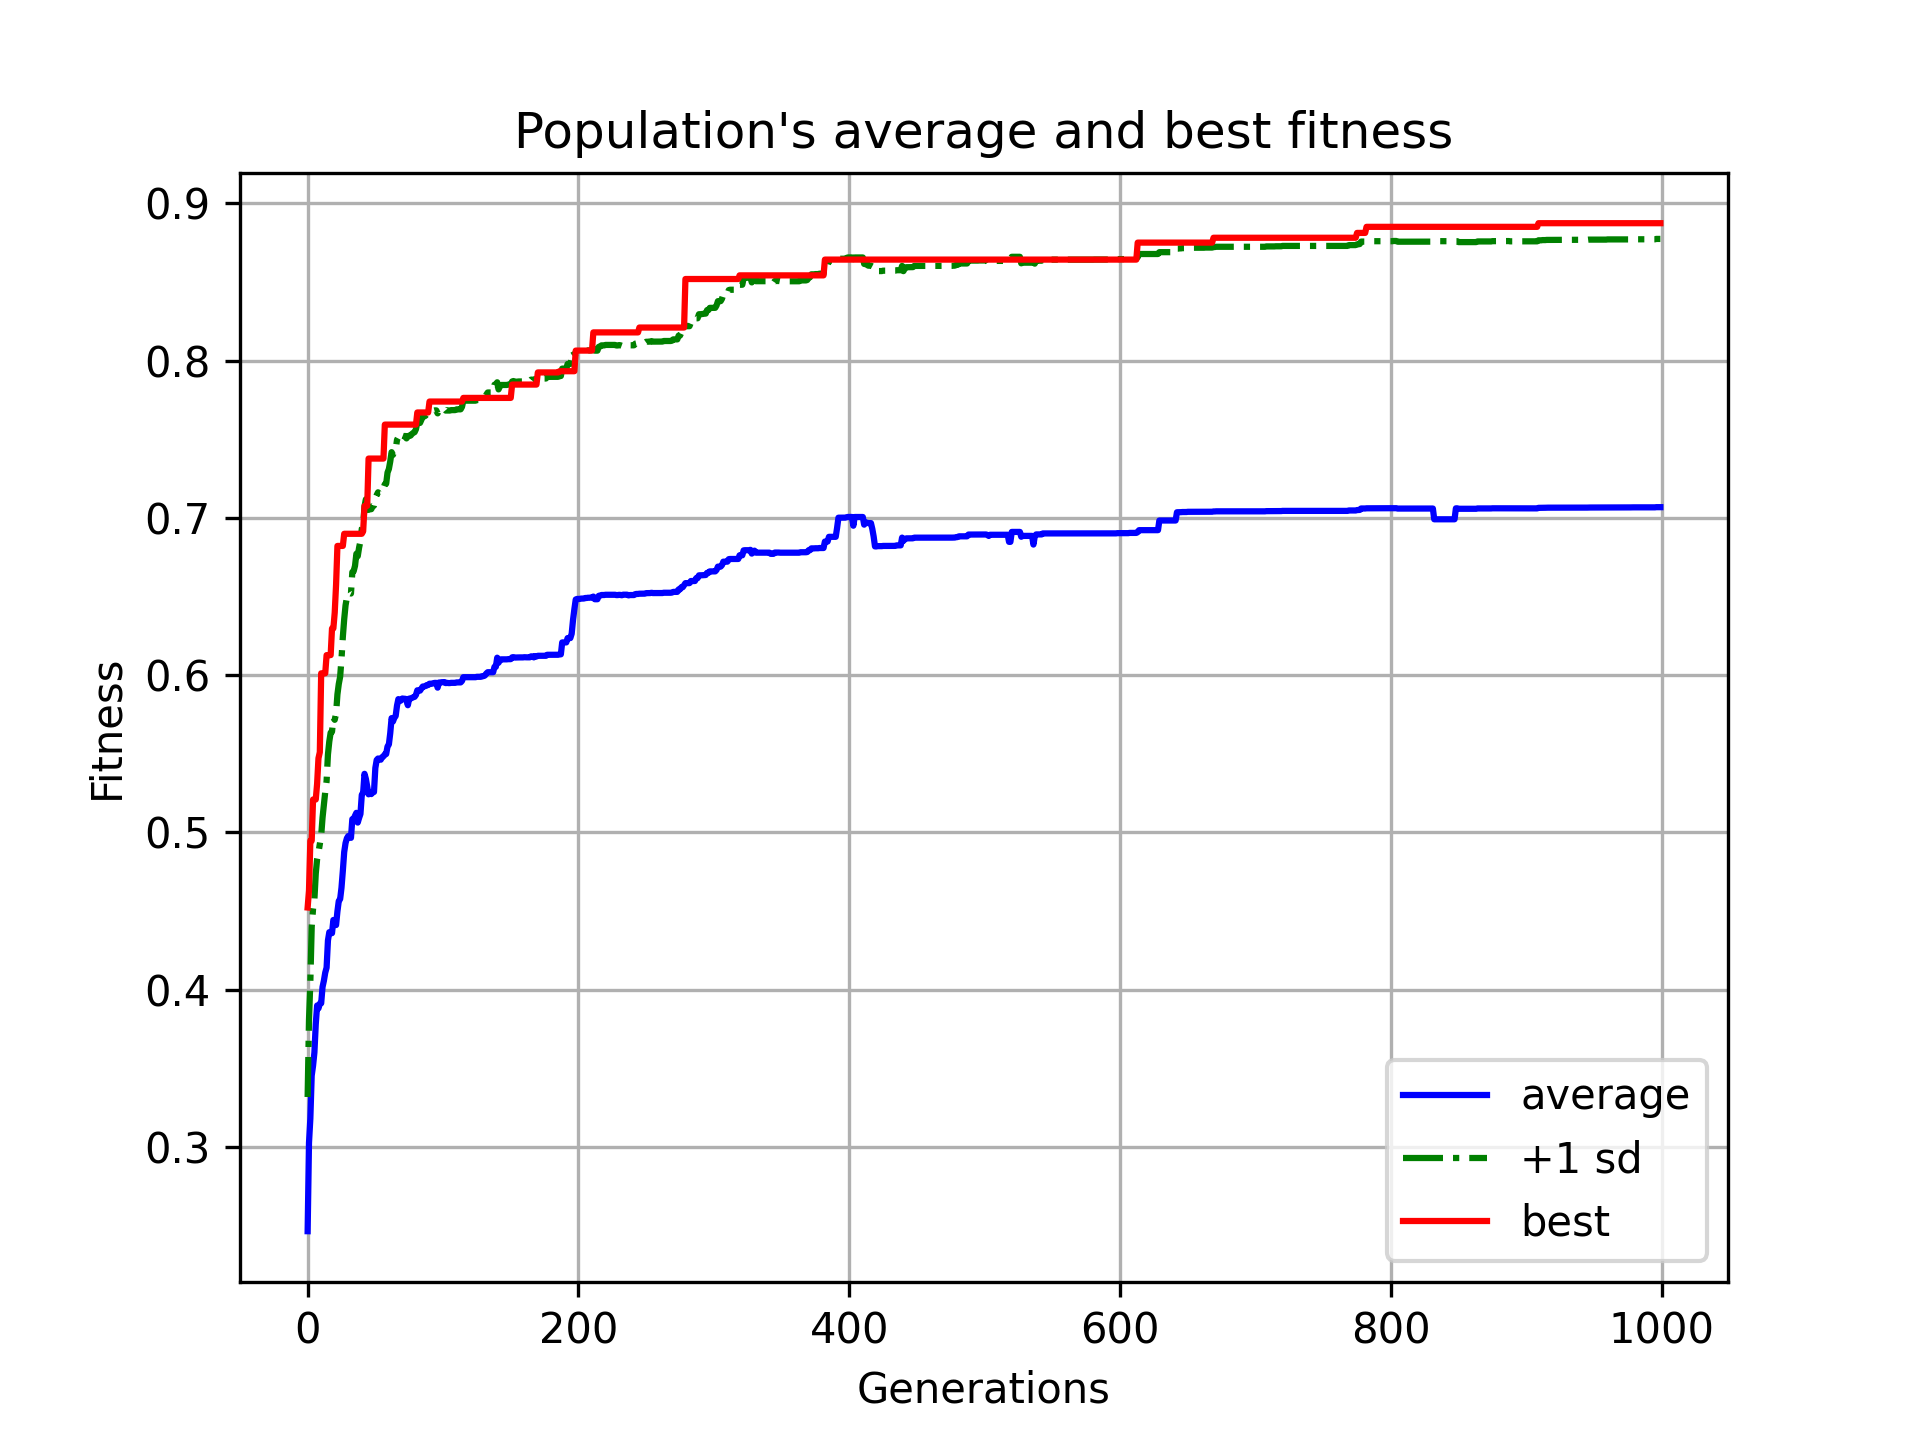 Population's average and best fitness
Fitness
0.9
0.8
0.7
0.6
0.5
0.4
0.3
average
+1 sd
best
0 200 400 600 800 1000
Generations